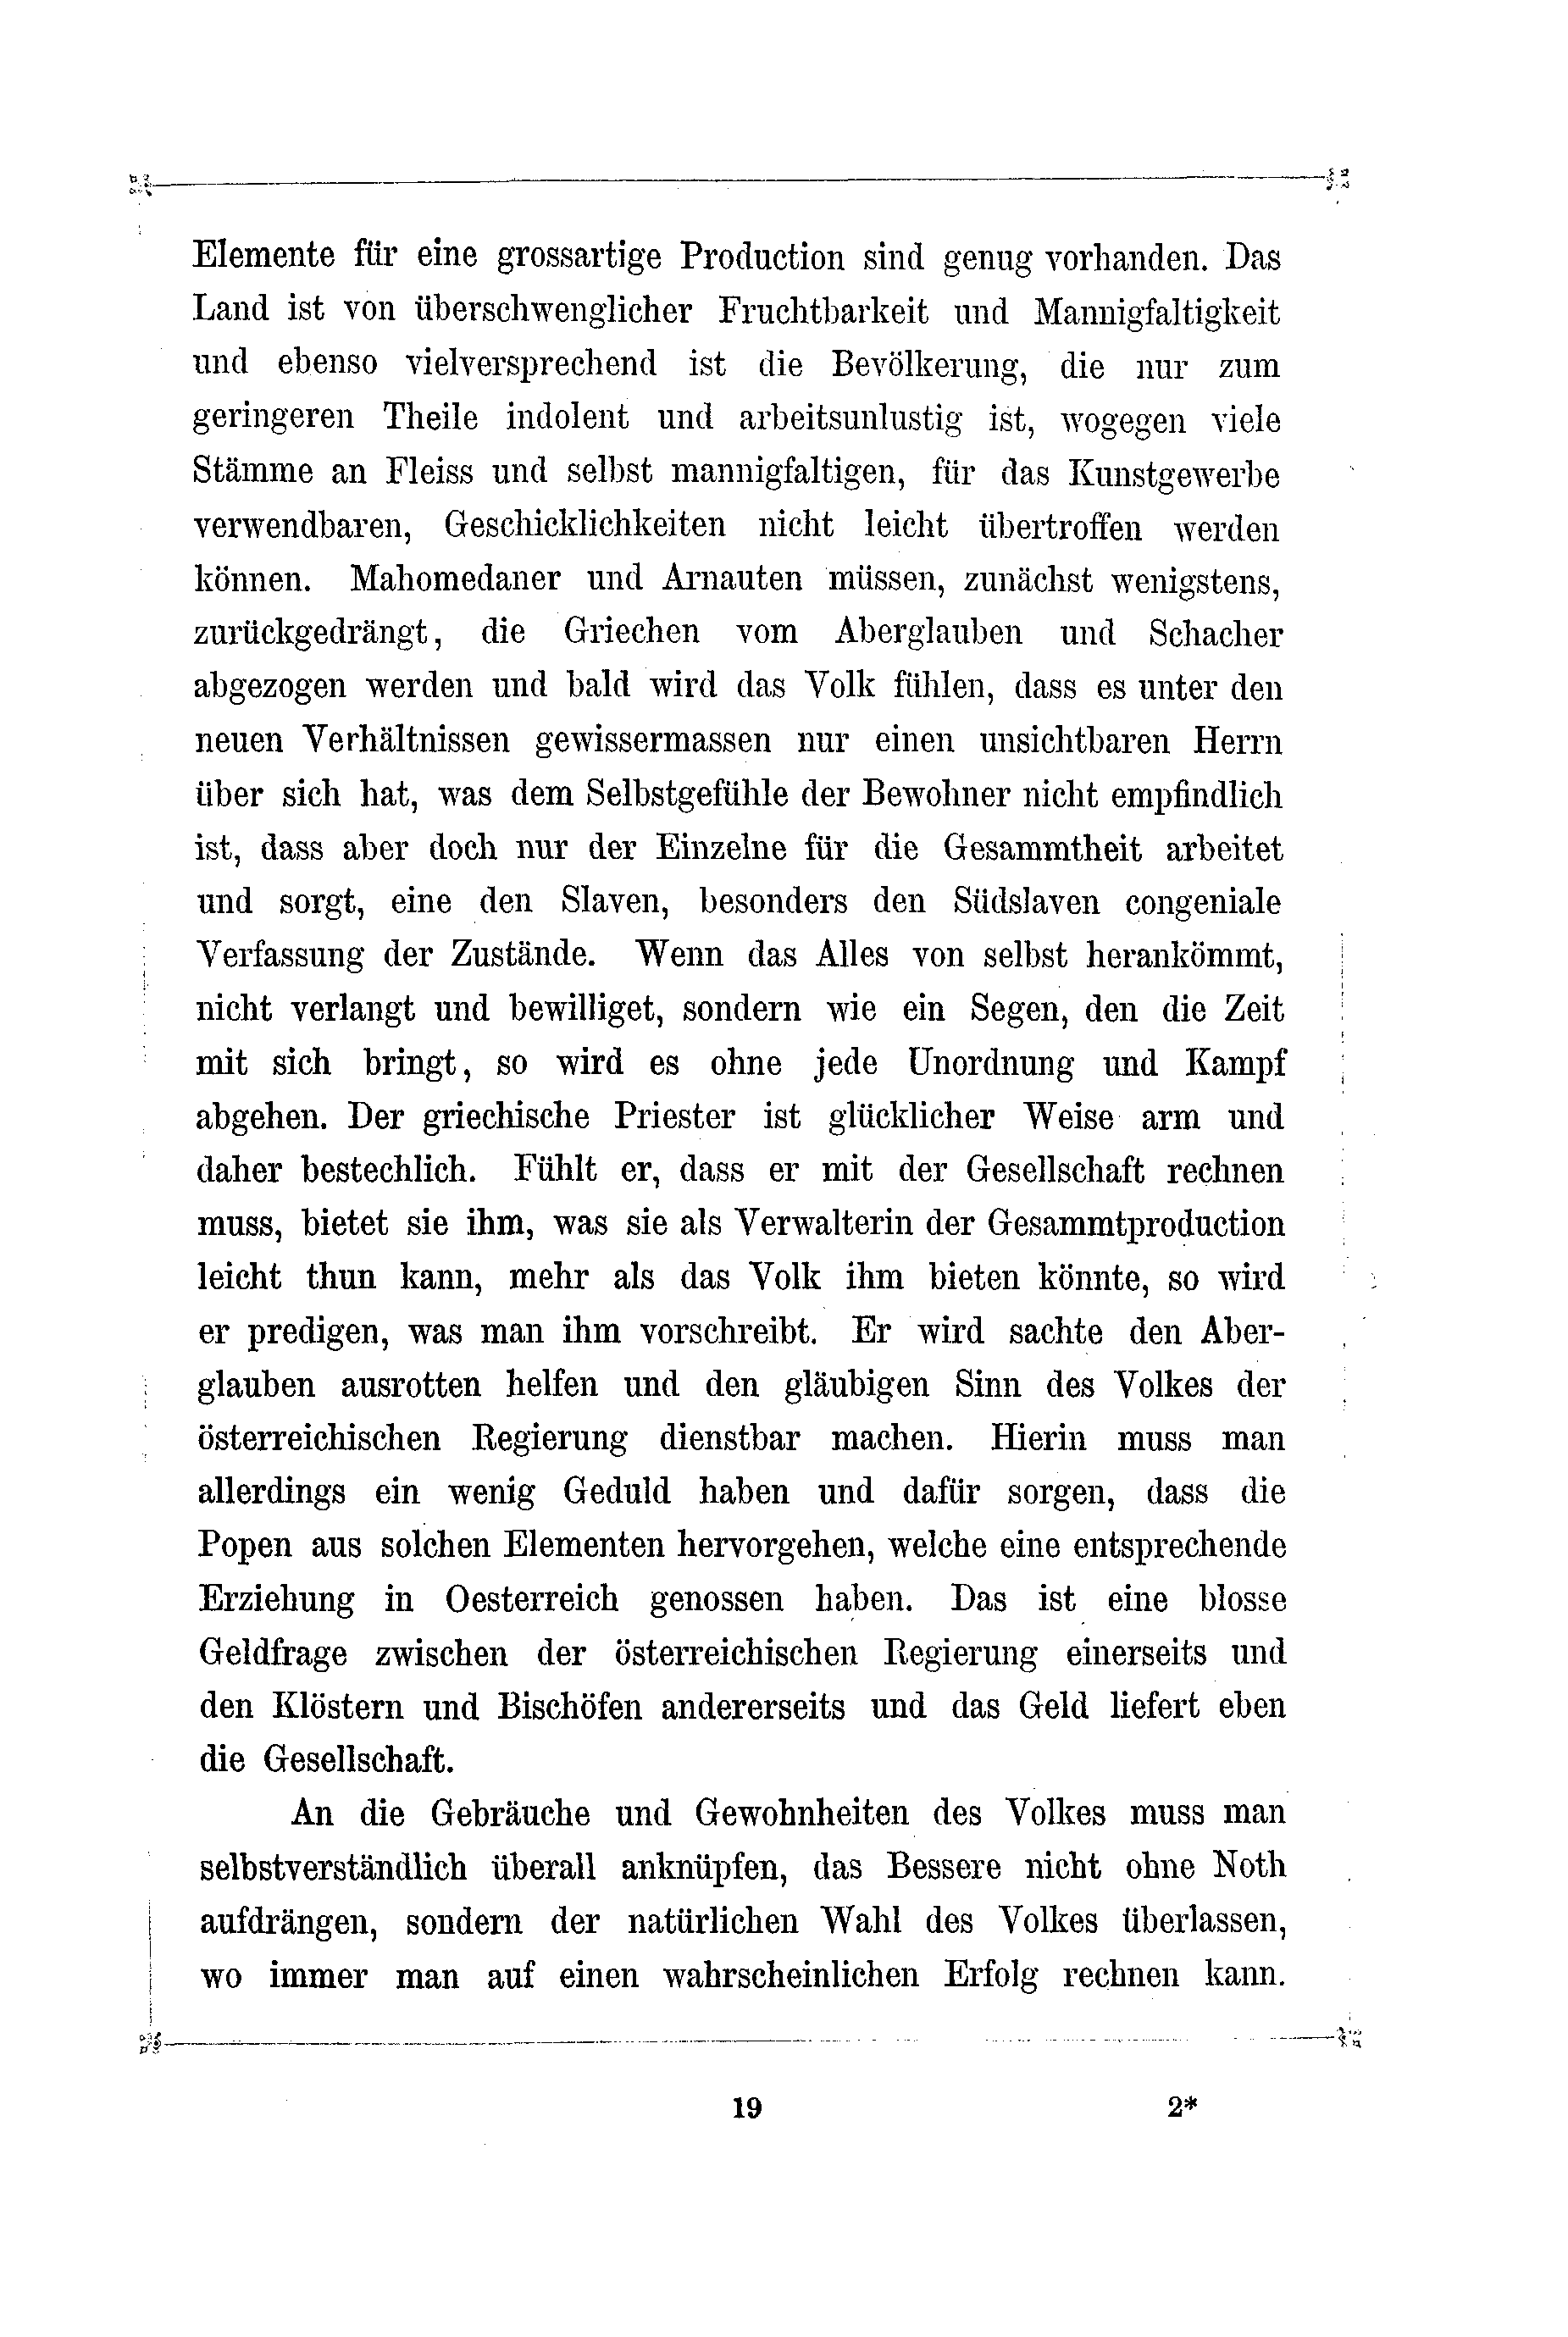 Elemente für eine grossartige Production sind genug vorhanden. Das
Land ist von überschwenglicher Fruchtbarkeit und Mannigfaltigkeit
und ebenso vielversprechend ist die Bevölkerung, die nur zum
geringeren Theile indolent und arbeitsunlustig ist, wogegen viele
Stämme an Fleiss und selbst mannigfaltigen, für das Kunstgewerbe
verwendbaren, Geschicklichkeiten nicht leicht übertroffen werden
können. Mahomedaner und Arnauten müssen, zunächst wenigstens,
zurückgedrängt, die Griechen vom Aberglauben und Schacher
abgezogen werden und bald wird das Volk fühlen, dass es unter den
neuen Verhältnissen gewissermassen nur einen unsichtbaren Herrn
über sich hat, was dem Selbstgefühle der Bewohner nicht empfindlich
ist, dass aber doch nur der Einzelne für die Gesammtheit arbeitet
und sorgt, eine den Slaven, besonders den Südslaven congeniale
Verfassung der Zustände. Wenn das Alles von selbst herankömmt,
nicht verlangt und bewilliget, sondern wie ein Segen, den die Zeit
mit sich bringt, so wird es ohne jede Unordnung und Kampf
abgehen. Der griechische Priester ist glücklicher Weise arm und
daher bestechlich. Fühlt er, dass er mit der Gesellschaft rechnen
muss, bietet sie ihm, was sie als Verwalterin der Gesammtproduction
leicht thun kann, mehr als das Volk ihm bieten könnte, so wird
er predigen, was man ihm vorschreibt. Er wird sachte den Aber-
glauben ausrotten helfen und den gläubigen Sinn des Volkes der
österreichischen Regierung dienstbar machen. Hierin muss man
allerdings ein wenig Geduld haben und dafür sorgen, dass die
Popen aus solchen Elementen hervorgehen, welche eine entsprechende
Erziehung in Oesterreich genossen haben. Das ist eine blosse
Geldfrage zwischen der österreichischen Regierung einerseits und
den Klöstern und Bischöfen andererseits und das Geld liefert eben
die Gesellschaft.
An die Gebräuche und Gewohnheiten des Volkes muss man
selbstverständlich überall anknüpfen, das Bessere nicht ohne Noth
aufdrängen, sondern der natürlichen Wahl des Volkes überlassen,
wo immer man auf einen wahrscheinlichen Erfolg rechnen kann.
19 2*